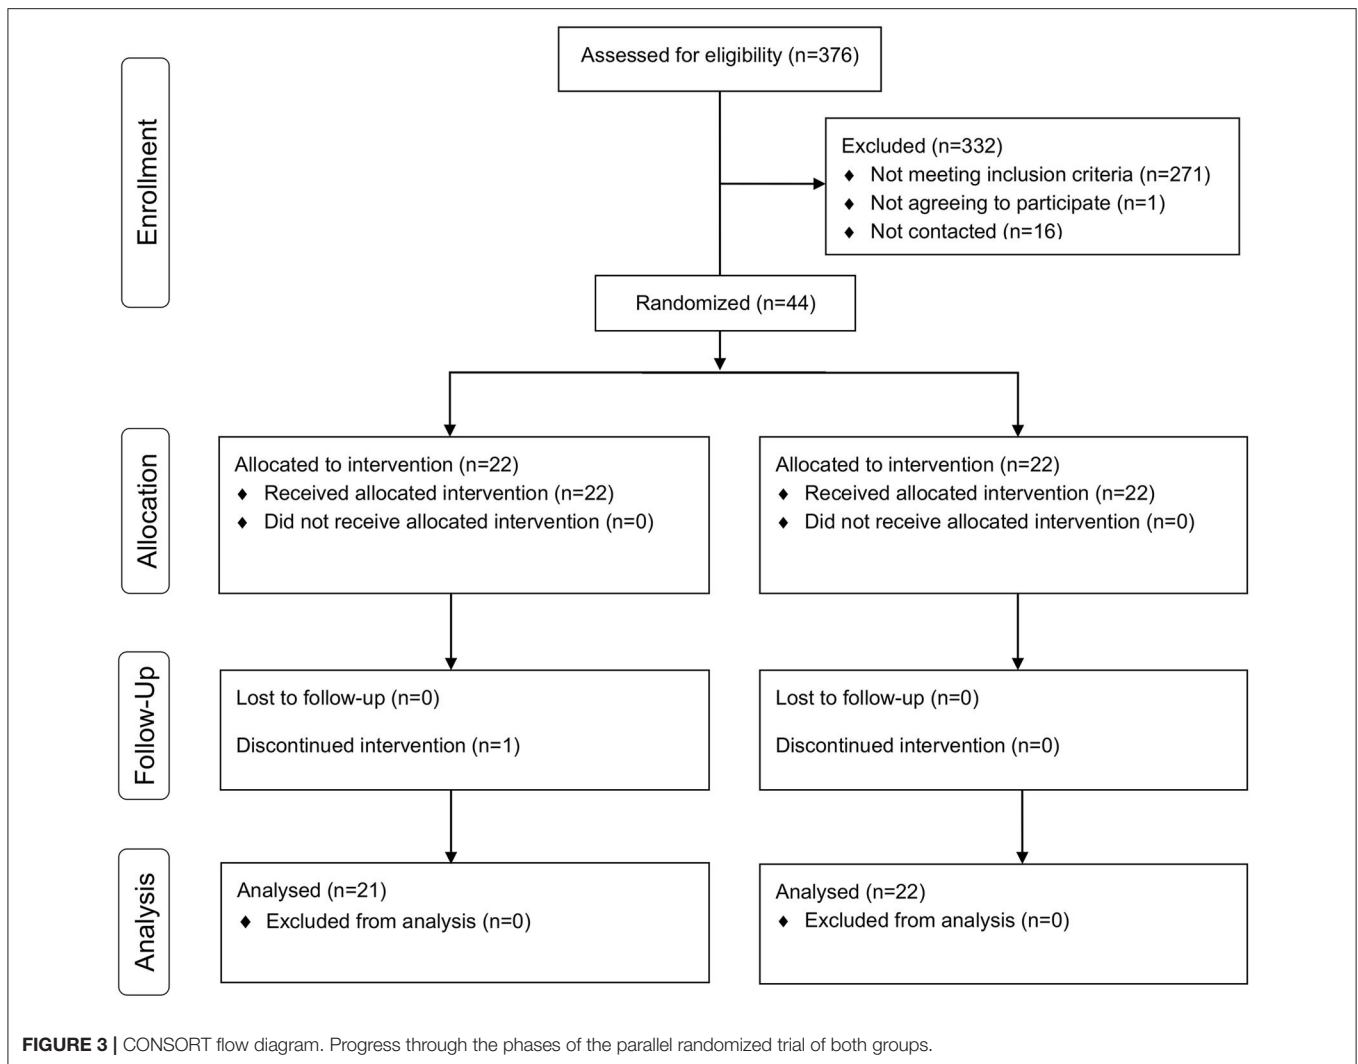 Assessed for eligibility (n=376)
Enrollment
Excluded (n=332)
♦ Not meeting inclusion criteria (n=271)
♦ Not agreeing to participate (n=1)
♦ Not contacted (n=16)
Randomized (n=44)
Allocation
Allocated to intervention (n=22)
♦ Received allocated intervention (n=22)
♦ Did not receive allocated intervention (n=0)
Allocated to intervention (n=22)
♦ Received allocated intervention (n=22)
♦ Did not receive allocated intervention (n=0)
Follow-Up
Lost to follow-up (n=0)
Discontinued intervention (n=1)
Lost to follow-up (n=0)
Discontinued intervention (n=0)
Analysis
Analysed (n=21)
♦ Excluded from analysis (n=0)
Analysed (n=22)
♦ Excluded from analysis (n=0)
FIGURE 3 | CONSORT flow diagram. Progress through the phases of the parallel randomized trial of both groups.